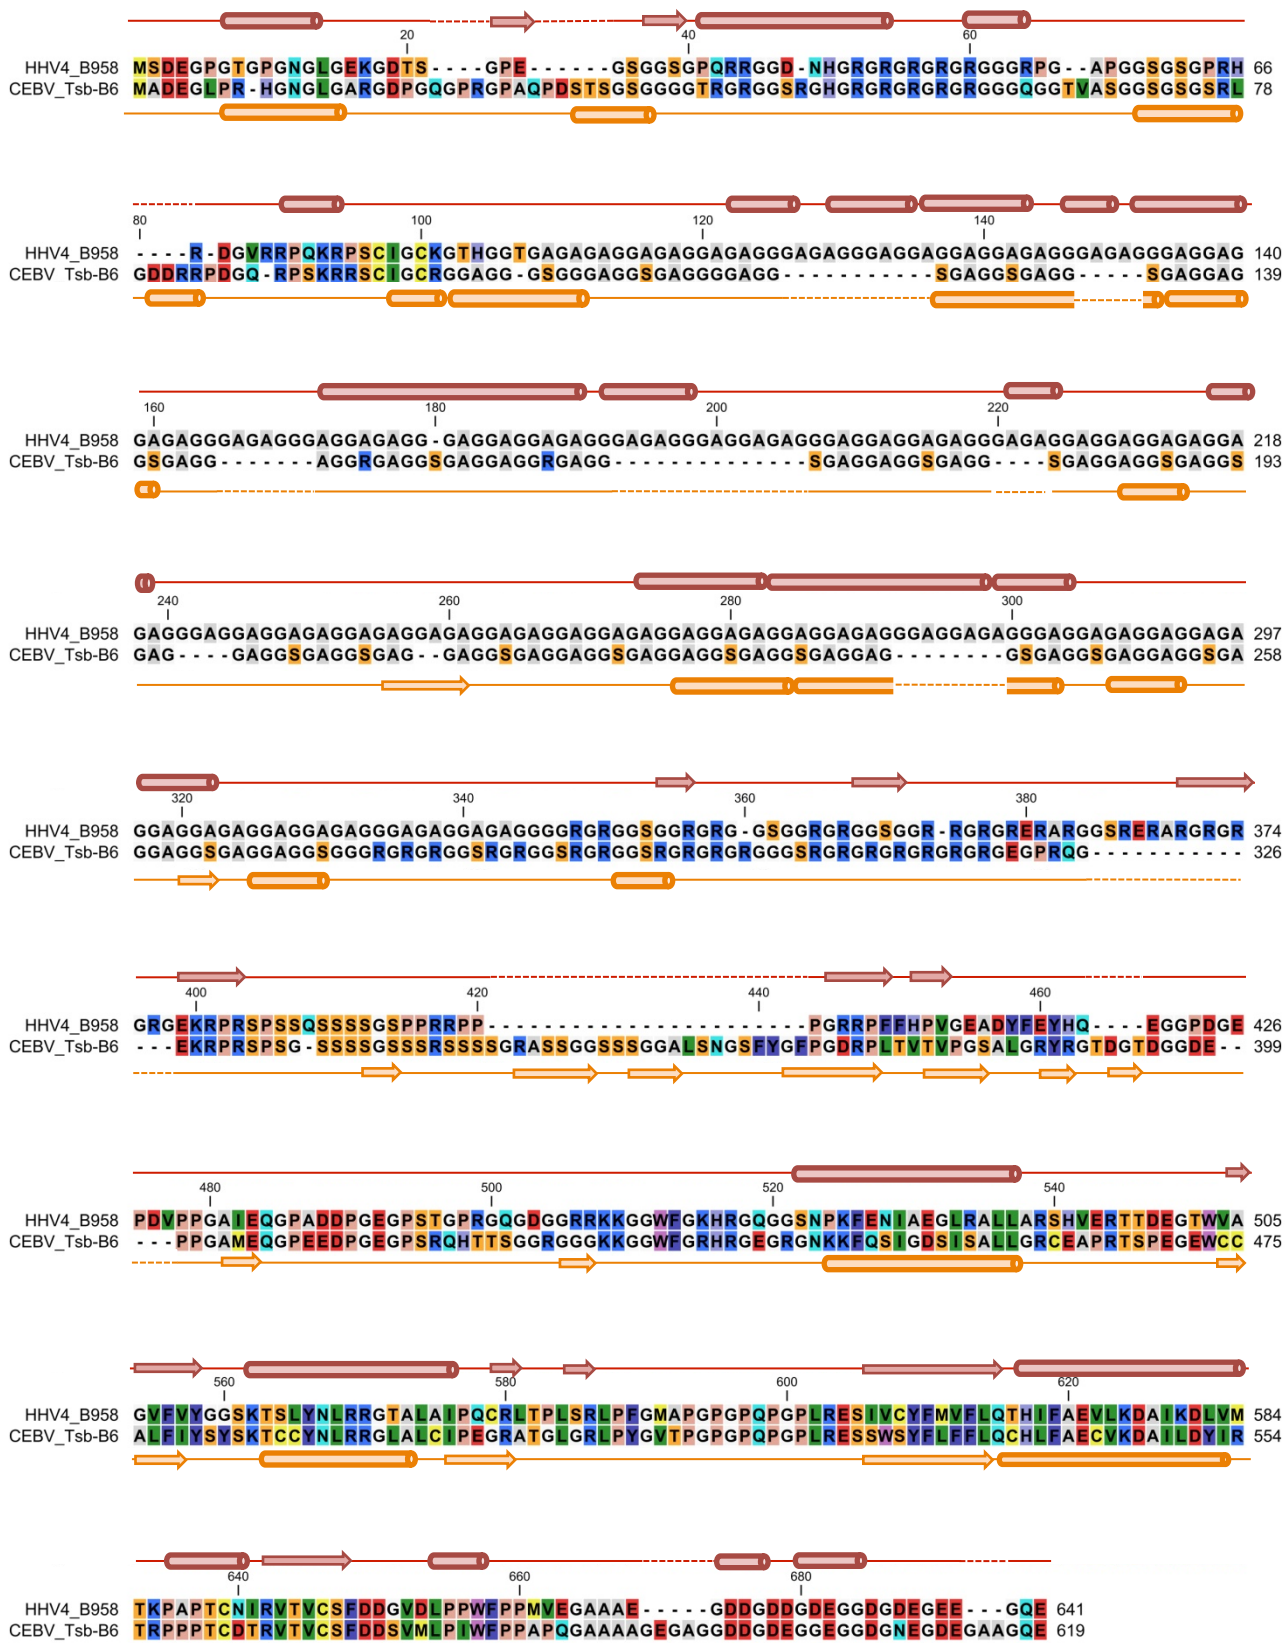 20 40 60
HHV4_B958 MSDEGPGTGPGNGLGEKGDTS----GPE------GSGGSGPQRRGGD-NHGRGRGRGRGRGGGRPG--APGGSGSGPRH 66
CEBV_Tsb-B6 MADEGLPR-HGNGLGARGDPGQGPRGPAQPDSTSGSGGGGTRGRGGSRGHGRGRGRGRGRGGGQGGTVASGGSGSGSRL 78
80 100 120 140
HHV4_B958 ----R-DGVRRPQKRPSCIGCKGTHGGTGAGAGAGGAGAGGAGAGGGAGAGGGAGGAGGAGGAGAGGGAGAGGGAGGAG 140
CEBV_Tsb-B6 GDDRRPDGQ-RPSKRRSCIGCRGGAGG-GSGGGAGGSGAGGGGAGG-----------SGAGGSGAGG-----SGAGGAG 139
160 180 200 220
HHV4_B958 GAGAGGGAGAGGGAGGAGAGG-GAGGAGGAGAGGGAGAGGGAGGAGAGGGAGGAGGAGAGGGAGAGGAGGAGGAGAGGA 218
CEBV_Tsb-B6 GSGAGG-------AGGRGAGGSGAGGAGGRGAGG--------------SGAGGAGGSGAGG----SGAGGAGGSGAGGS 193
240 260 280 300
HHV4_B958 GAGGGAGGAGGAGAGGAGAGGAGAGGAGAGGAGGAGAGGAGGAGAGGAGGAGAGGGAGGAGAGGGAGGAGAGGAGGAGA 297
CEBV_Tsb-B6 GAG----GAGGSGAGGSGAG--GAGGSGAGGAGGSGAGGAGGSGAGGSGAGGAG--------GSGAGGSGAGGAGGSGA 258
320 340 360 380
HHV4_B958 GGAGGAGAGGAGGAGAGGGAGAGGAGAGGGGRGRGGSGGRGRG-GSGGRGRGGSGGR-RGRGRERARGGSRERARGRGR 374
CEBV_Tsb-B6 GGAGGSGAGGAGGSGGGRGRGRGGSRGRGGSRGRGGSRGRGRGRGRGGGSRGRGRGRGRGRGRGEGPRQG----------- 326
400 420 440 460
HHV4_B958 GRGEKRPRSPSSQSSSSGSPPRRPP-----------------------PGRRPFFHPVGEADYFEYHQ----EGGPDGE 426
CEBV_Tsb-B6 ---EKRPRSPSG-SSSSGSSSRSSSSGRASSGGSSSSGGALSNGSFYGFPGDRPLTVTVPGSALGRYRGTDGTDGGDE-- 399
480 500 520 540
HHV4_B958 PDVPPGAIEQGPADDPGEGPSTGPRGQGDGGRRKKGGWFGKHRGQGGSNPKFENIAEGLRALLARSHVERTTDEGTWVA 505
CEBV_Tsb-B6 ---PPGAMEQGPEEDPGEGPSRQHTTSGGRGGGKKGGWFGRHRGEGRGNKKFQSIGDSISALLGRCEAPRTSPEGEWCC 475
560 580 600 620
HHV4_B958 GVFVYGGSKTSLYNLRRGTALAIPQCRLTPLSRLPFGMAPGPGPQPGPLRESIVCYFMVFLQTHIFAEVLKDAIKDLVM 584
CEBV_Tsb-B6 ALFIYSYSKTCCYNLRRGLALCIPEGRATGLGRLPYGVTPGPGPQPGPLRESSWSYFLFFLQCHLFAECVKDAILDYIR 554
640 660 680
HHV4_B958 TKPAPTCNIRVTVCSFDDGVDLPPWFPPMVEGAAAE-----GDDGDDGDEGGDGDEGEE---GQE 641
CEBV_Tsb-B6 TRPPPTCDTRVTVCSFDDSVMLPIWFPPAPQGAAAAGEGAGGDDGDEGGEGGDGNEGDEGAAGQE 619